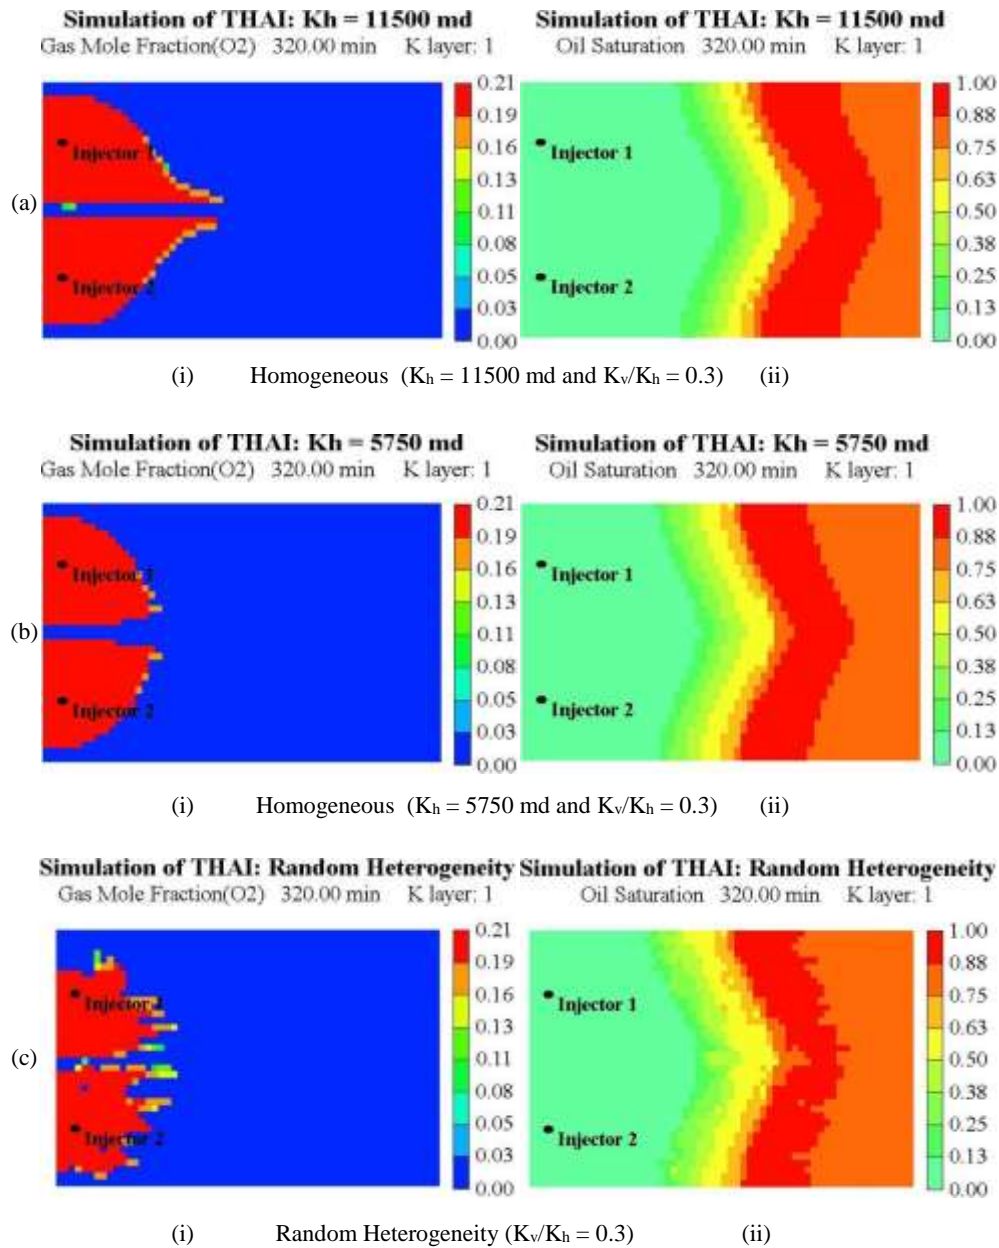 Simulation of THAI: Kh = 11500 md
Gas Mole Fraction(O2) 320.00 min K layer: 1
0.21
0.19
0.16
0.13
0.11
0.08
0.05
0.03
0.00
Injector 1
Injector 2
Simulation of THAI: Kh = 11500 md
Oil Saturation 320.00 min K layer: 1
1.00
0.88
0.75
0.63
0.50
0.38
0.25
0.13
0.00
Injector 1
Injector 2
(a)
(i) Homogeneous (Kh = 11500 md and Kv/Kh = 0.3) (ii)
Simulation of THAI: Kh = 5750 md
Gas Mole Fraction(O2) 320.00 min K layer: 1
0.21
0.19
0.16
0.13
0.11
0.08
0.05
0.03
0.00
Injector 1
Injector 2
Simulation of THAI: Kh = 5750 md
Oil Saturation 320.00 min K layer: 1
1.00
0.88
0.75
0.63
0.50
0.38
0.25
0.13
0.00
Injector 1
Injector 2
(b)
(i) Homogeneous (Kh = 5750 md and Kv/Kh = 0.3) (ii)
Simulation of THAI: Random Heterogeneity
Gas Mole Fraction(O2) 320.00 min K layer: 1
0.21
0.19
0.16
0.13
0.11
0.08
0.05
0.03
0.00
Injector
Injector 2
Simulation of THAI: Random Heterogeneity
Oil Saturation 320.00 min K layer: 1
1.00
0.88
0.75
0.63
0.50
0.38
0.25
0.13
0.00
Injector 1
Injector 2
(c)
(i) Random Heterogeneity (Kv/Kh = 0.3) (ii)